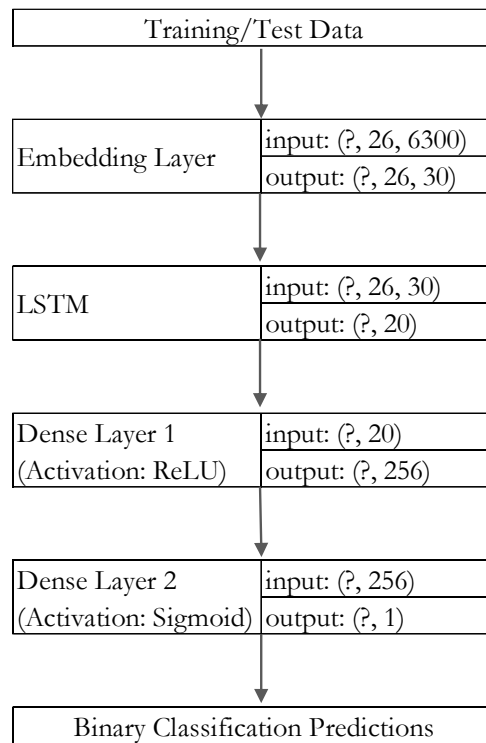 Training/Test Data
Embedding Layer
input: (?, 26, 6300)
output: (?, 26, 30)
LSTM
input: (?, 26, 30)
output: (?, 20)
Dense Layer 1
(Activation: ReLU)
input: (?, 20)
output: (?, 256)
Dense Layer 2
(Activation: Sigmoid)
input: (?, 256)
output: (?, 1)
Binary Classification Predictions